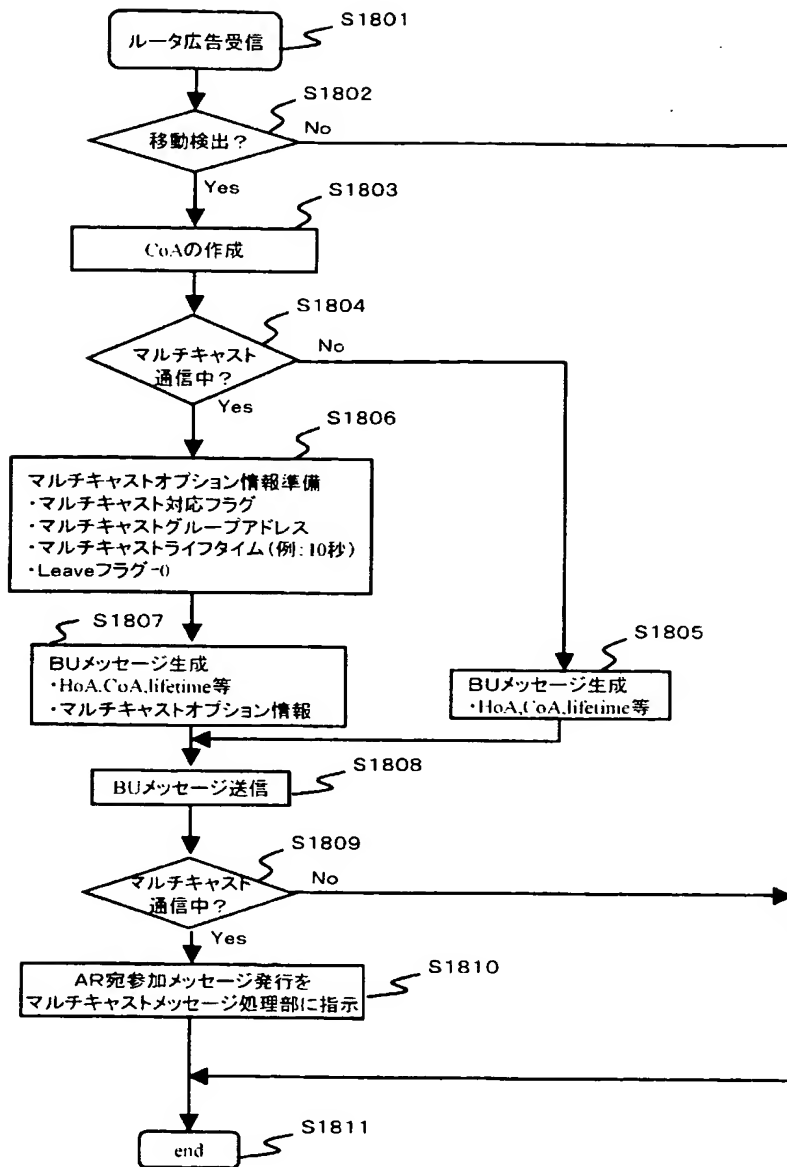 ルータ広告受信
S1801
S1802
移動検出?
No
Yes
S1803
CoAの作成
S1804
マルチキャスト
通信中?
No
Yes
S1806
マルチキャストオプション情報準備
・マルチキャスト対応フラグ
・マルチキャストグループアドレス
・マルチキャストライフタイム(例:10秒)
・Leaveフラグ=0
S1807
BUメッセージ生成
・HoA,CoA,lifetime等
・マルチキャストオプション情報
S1805
BUメッセージ生成
・HoA,CoA,lifetime等
S1808
BUメッセージ送信
S1809
マルチキャスト
通信中?
No
Yes
S1810
AR宛参加メッセージ発行を
マルチキャストメッセージ処理部に指示
S1811
end